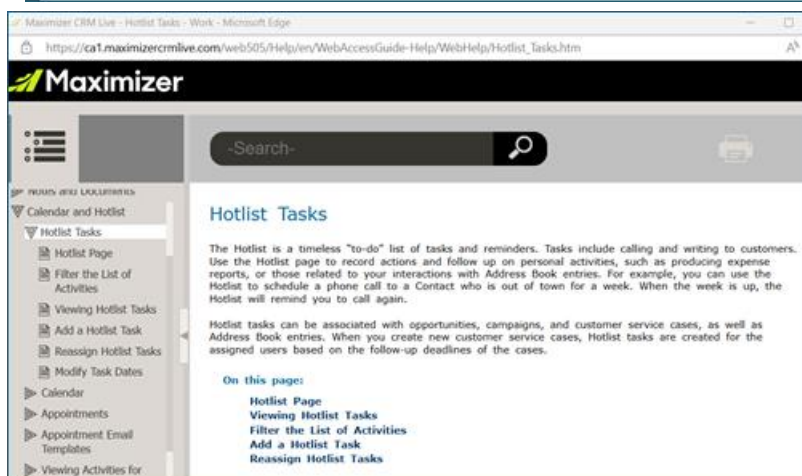 Maximizer CRM Live - Hotlist Tasks - Work - Microsoft Edge
https://ca1.maximizercrmlive.com/web505/Help/en/WebAccessGuide-Help/WebHelp/Hotlist_Tasks.htm
Maximizer
-Search-
Notes and Documents
Calendar and Hotlist
Hotlist Tasks
Hotlist Page
Filter the List of
Activities
Viewing Hotlist Tasks
Add a Hotlist Task
Reassign Hotlist Tasks
Modify Task Dates
Calendar
Appointments
Appointment Email
Templates
Viewing Activities for
Hotlist Tasks
The Hotlist is a timeless "to-do" list of tasks and reminders. Tasks include calling and writing to customers.
Use the Hotlist page to record actions and follow up on personal activities, such as producing expense
reports, or those related to your interactions with Address Book entries. For example, you can use the
Hotlist to schedule a phone call to a Contact who is out of town for a week. When the week is up, the
Hotlist will remind you to call again.
Hotlist tasks can be associated with opportunities, campaigns, and customer service cases, as well as
Address Book entries. When you create new customer service cases, Hotlist tasks are created for the
assigned users based on the follow-up deadlines of the cases.
On this page:
Hotlist Page
Viewing Hotlist Tasks
Filter the List of Activities
Add a Hotlist Task
Reassign Hotlist Tasks